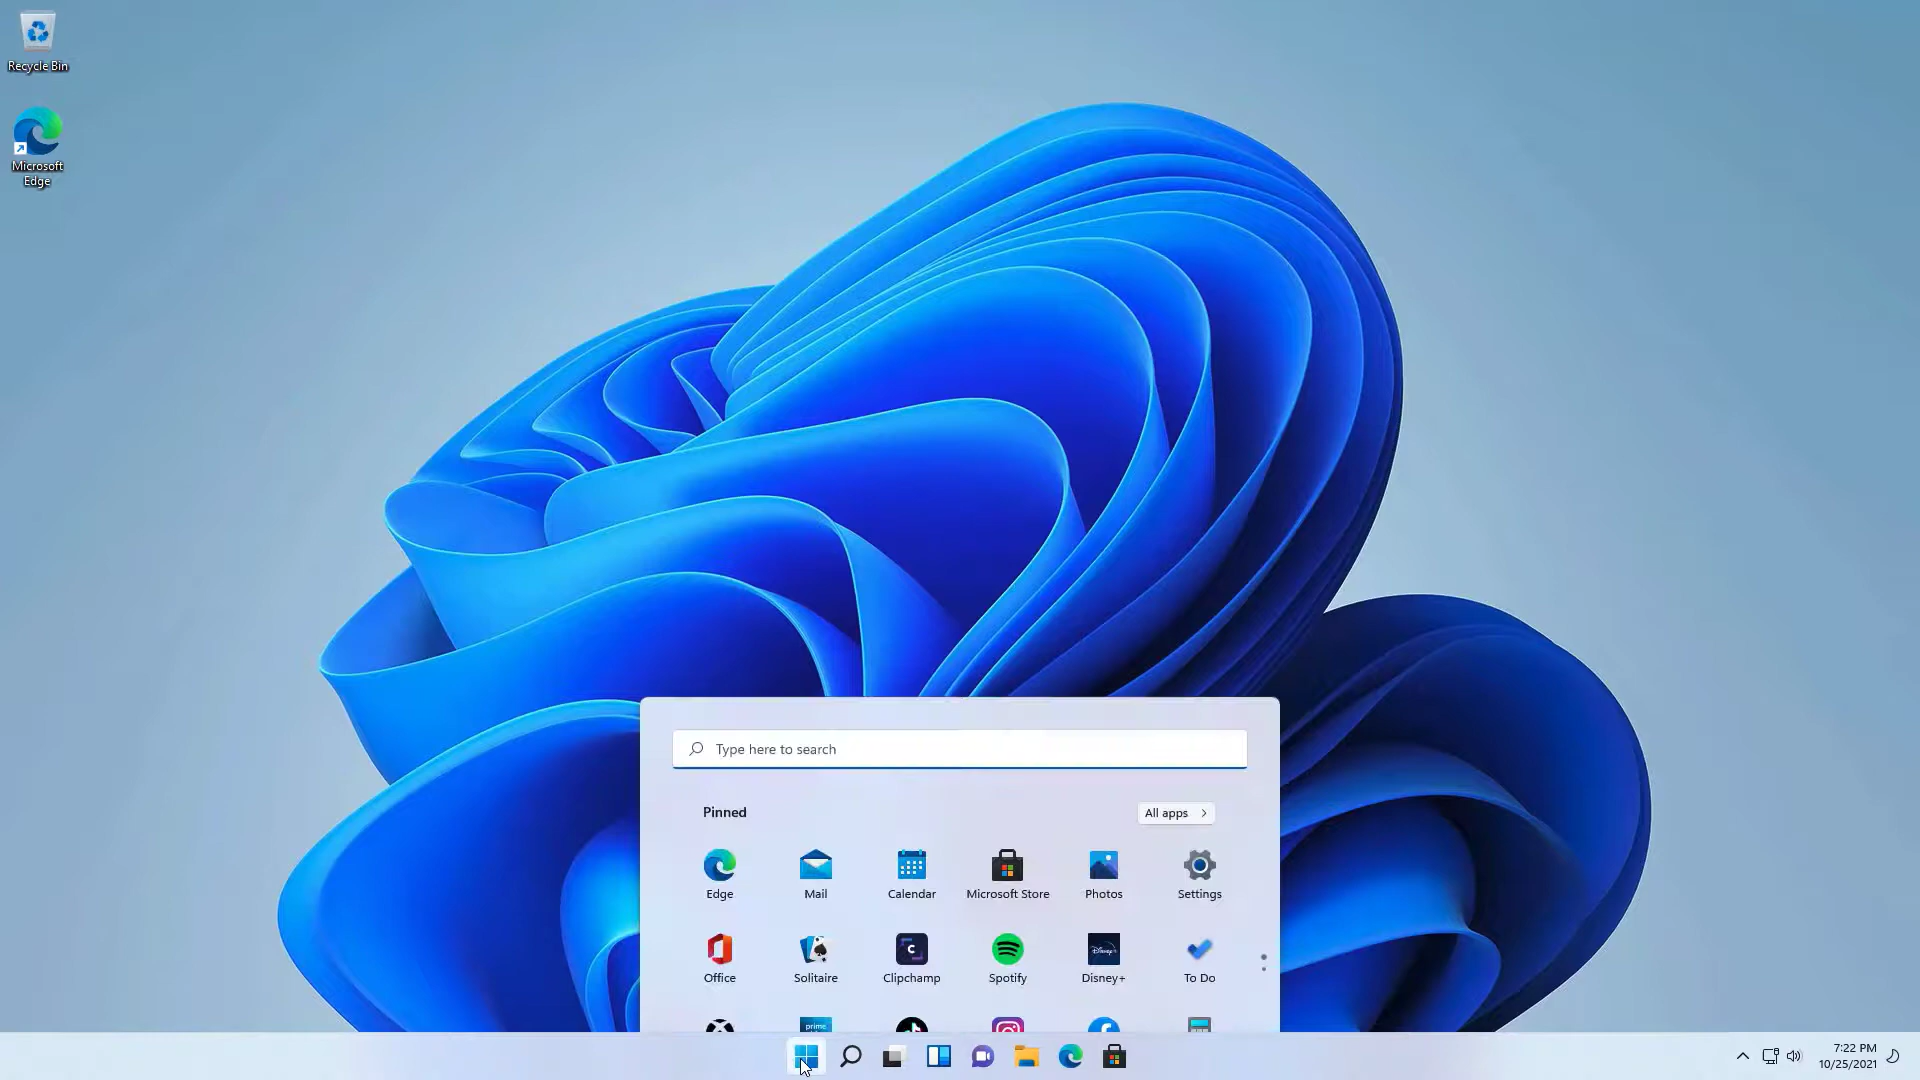 Recycle Bin
Microsoft
Edge
Type here to search
Pinned
All apps
Edge
Mail
Calendar
Microsoft Store
Photos
Settings
Office
Solitaire
Clipchamp
Spotify
Disney+
To Do
prime
7:22 PM
10/25/2021